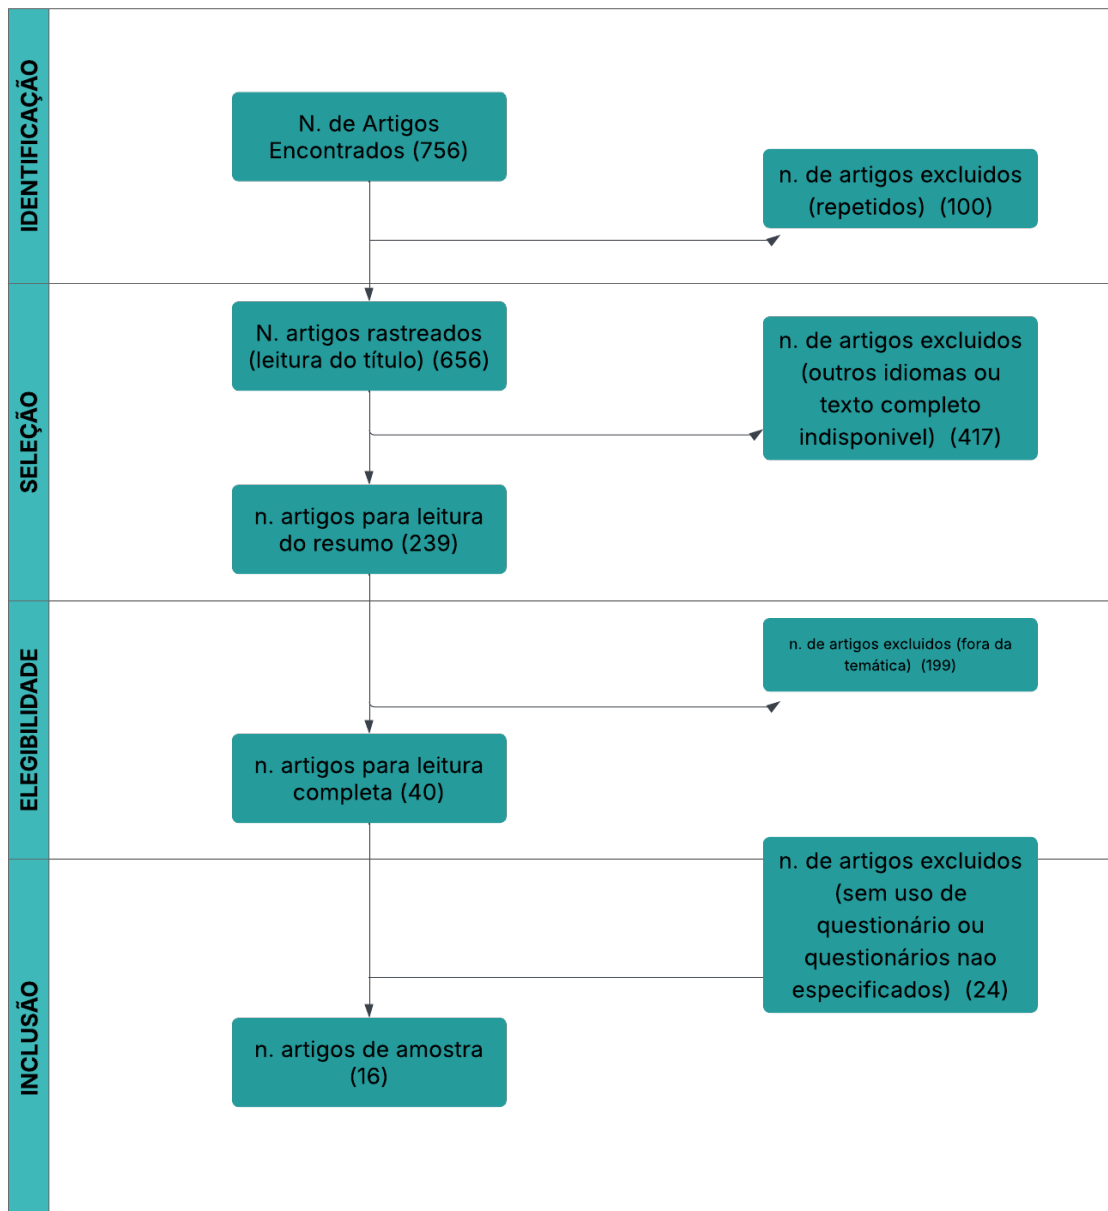 IDENTIFICAÇÃO
N. de Artigos
Encontrados (756)
n. de artigos excluidos
(repetidos)  (100)
SELEÇÃO
N. artigos rastreados
(leitura do título) (656)
n. de artigos excluidos
(outros idiomas ou
texto completo
indisponivel)  (417)
n. artigos para leitura
do resumo (239)
ELEGIBILIDADE
n. de artigos excluidos (fora da
temática)  (199)
n. artigos para leitura
completa (40)
INCLUSÃO
n. de artigos excluidos
(sem uso de
questionário ou
questionários nao
especificados)  (24)
n. artigos de amostra
(16)